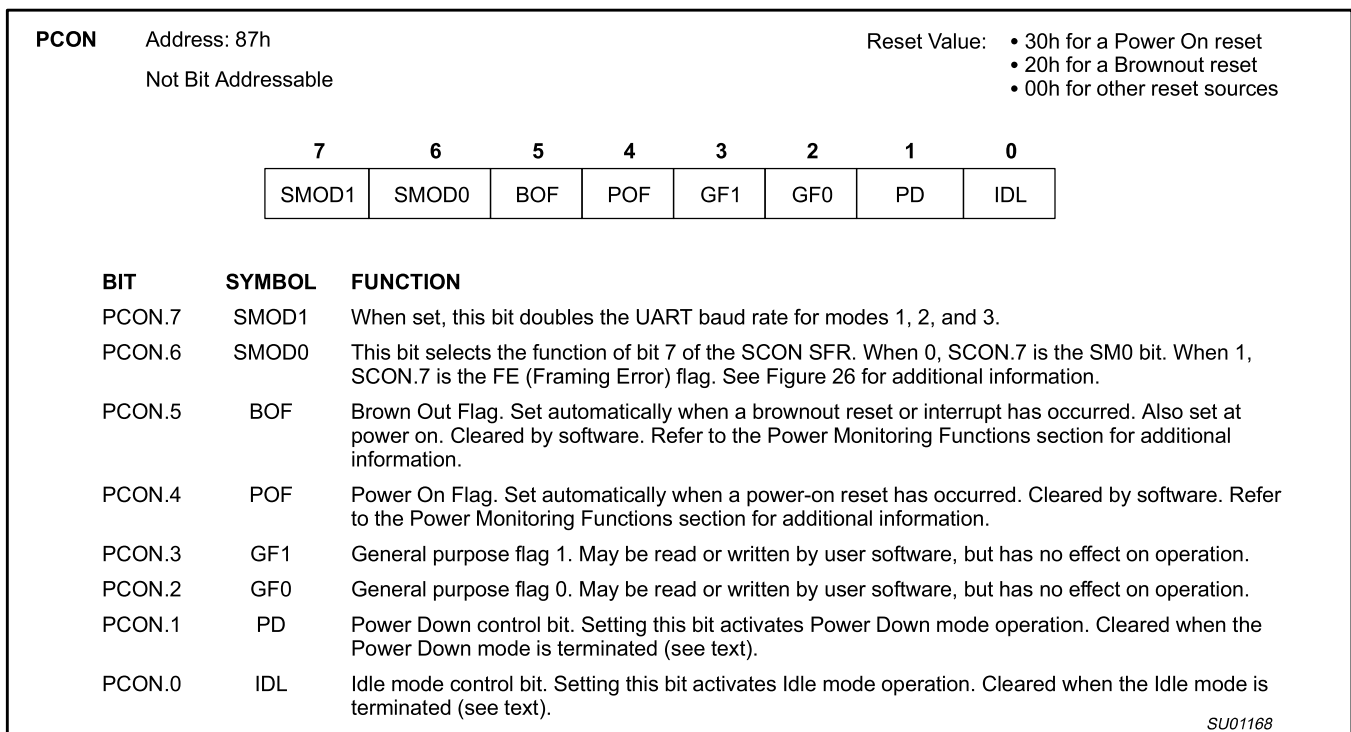 PCON Address: 87h Reset Value: • 30h for a Power On reset
Not Bit Addressable • 20h for a Brownout reset
• 00h for other reset sources
7 6 5 4 3 2 1 0
SMOD1 SMOD0 BOF POF GF1 GF0 PD IDL
BIT SYMBOL FUNCTION
PCON.7 SMOD1 When set, this bit doubles the UART baud rate for modes 1, 2, and 3.
PCON.6 SMOD0 This bit selects the function of bit 7 of the SCON SFR. When 0, SCON.7 is the SM0 bit. When 1,
SCON.7 is the FE (Framing Error) flag. See Figure 26 for additional information.
PCON.5 BOF Brown Out Flag. Set automatically when a brownout reset or interrupt has occurred. Also set at
power on. Cleared by software. Refer to the Power Monitoring Functions section for additional
information.
PCON.4 POF Power On Flag. Set automatically when a power-on reset has occurred. Cleared by software. Refer
to the Power Monitoring Functions section for additional information.
PCON.3 GF1 General purpose flag 1. May be read or written by user software, but has no effect on operation.
PCON.2 GF0 General purpose flag 0. May be read or written by user software, but has no effect on operation.
PCON.1 PD Power Down control bit. Setting this bit activates Power Down mode operation. Cleared when the
Power Down mode is terminated (see text).
PCON.0 IDL Idle mode control bit. Setting this bit activates Idle mode operation. Cleared when the Idle mode is
terminated (see text).
SU01168